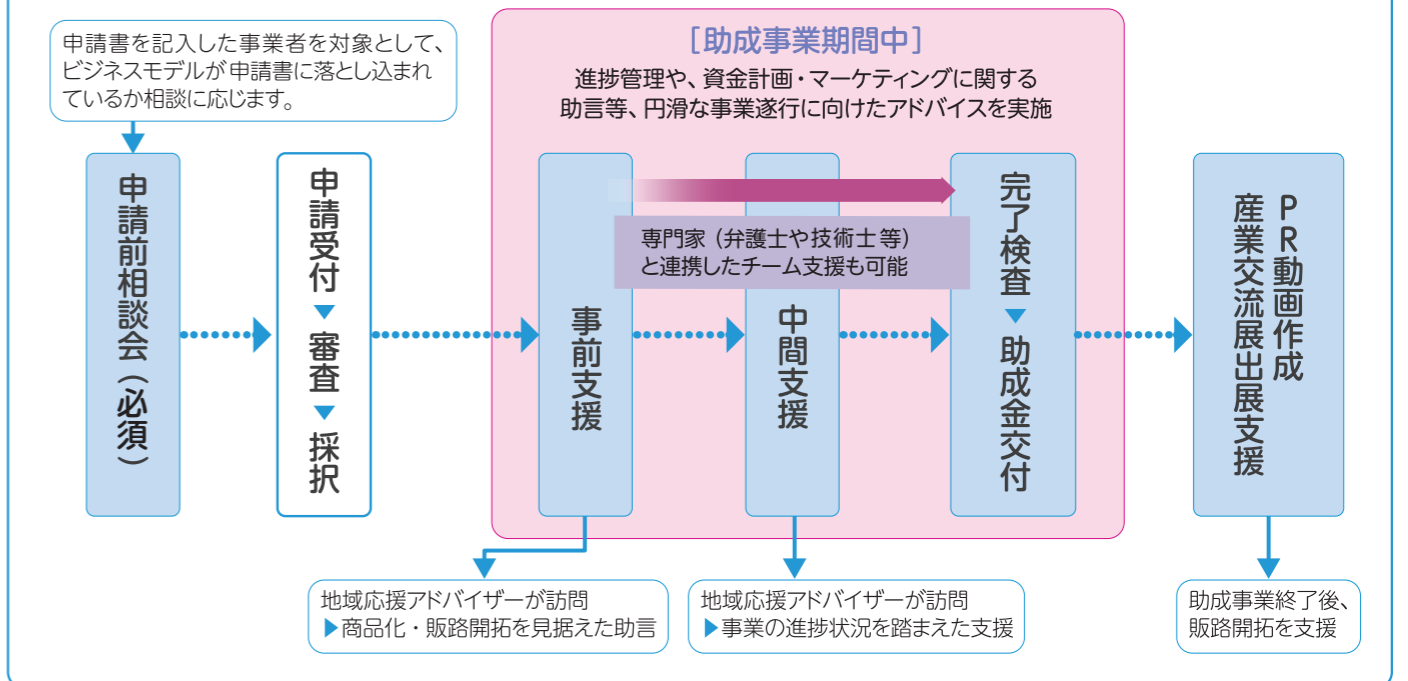 申請書を記入した事業者を対象として、
ビジネスモデルが申請書に落とし込まれ
ているか相談に応じます。
[助成事業期間中]
進捗管理や、資金計画・マーケティングに関する
助言等、円滑な事業遂行に向けたアドバイスを実施
申請前相談会（必須）
申請受付▼審査▼採択
事前支援
専門家（弁護士や技術士等）
と連携したチーム支援も可能
中間支援
完了検査▼助成金交付
PR動画作成
産業交流展出展支援
地域応援アドバイザーが訪問
▶商品化・販路開拓を見据えた助言
地域応援アドバイザーが訪問
▶事業の進捗状況を踏まえた支援
助成事業終了後、
販路開拓を支援